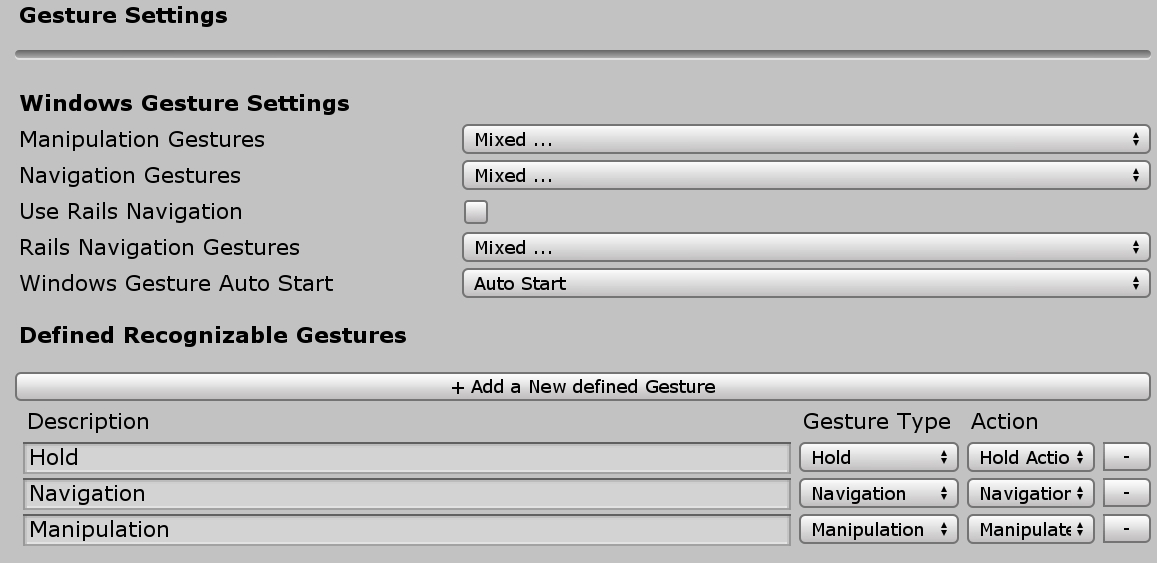 Gesture Settings
Windows Gesture Settings
Manipulation Gestures Mixed ...
Navigation Gestures Mixed ...
Use Rails Navigation
Rails Navigation Gestures Mixed ...
Windows Gesture Auto Start Auto Start
Defined Recognizable Gestures
+ Add a New defined Gesture
Description Gesture Type Action
Hold Hold Hold Actio -
Navigation Navigation Navigation -
Manipulation Manipulation Manipulate -